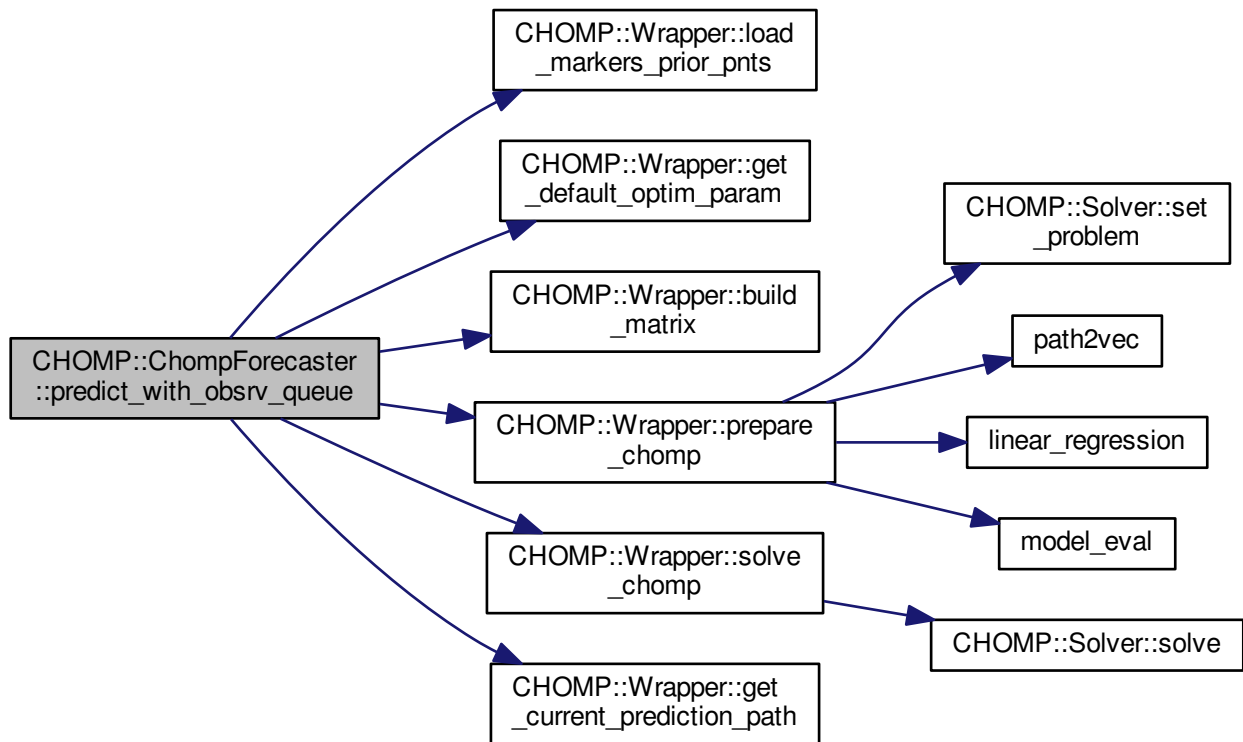 CHOMP::Wrapper::load
_markers_prior_pnts
CHOMP::Wrapper::get
_default_optim_param
CHOMP::Solver::set
_problem
CHOMP::Wrapper::build
_matrix
path2vec
CHOMP::ChompForecaster
::predict_with_obsrv_queue
CHOMP::Wrapper::prepare
_chomp
linear_regression
model_eval
CHOMP::Wrapper::solve
_chomp
CHOMP::Solver::solve
CHOMP::Wrapper::get
_current_prediction_path